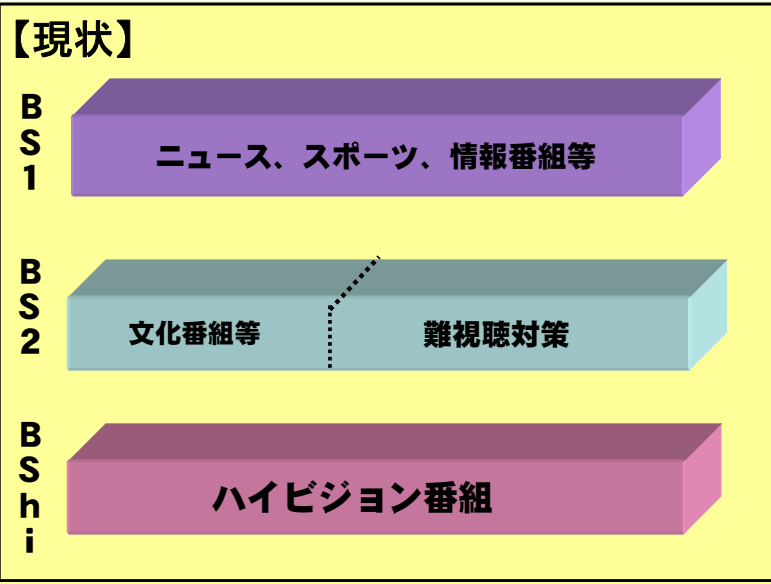 【現状】
BS1
ニュース、スポーツ、情報番組等
BS2
文化番組等
難視聴対策
BShi
ハイビジョン番組